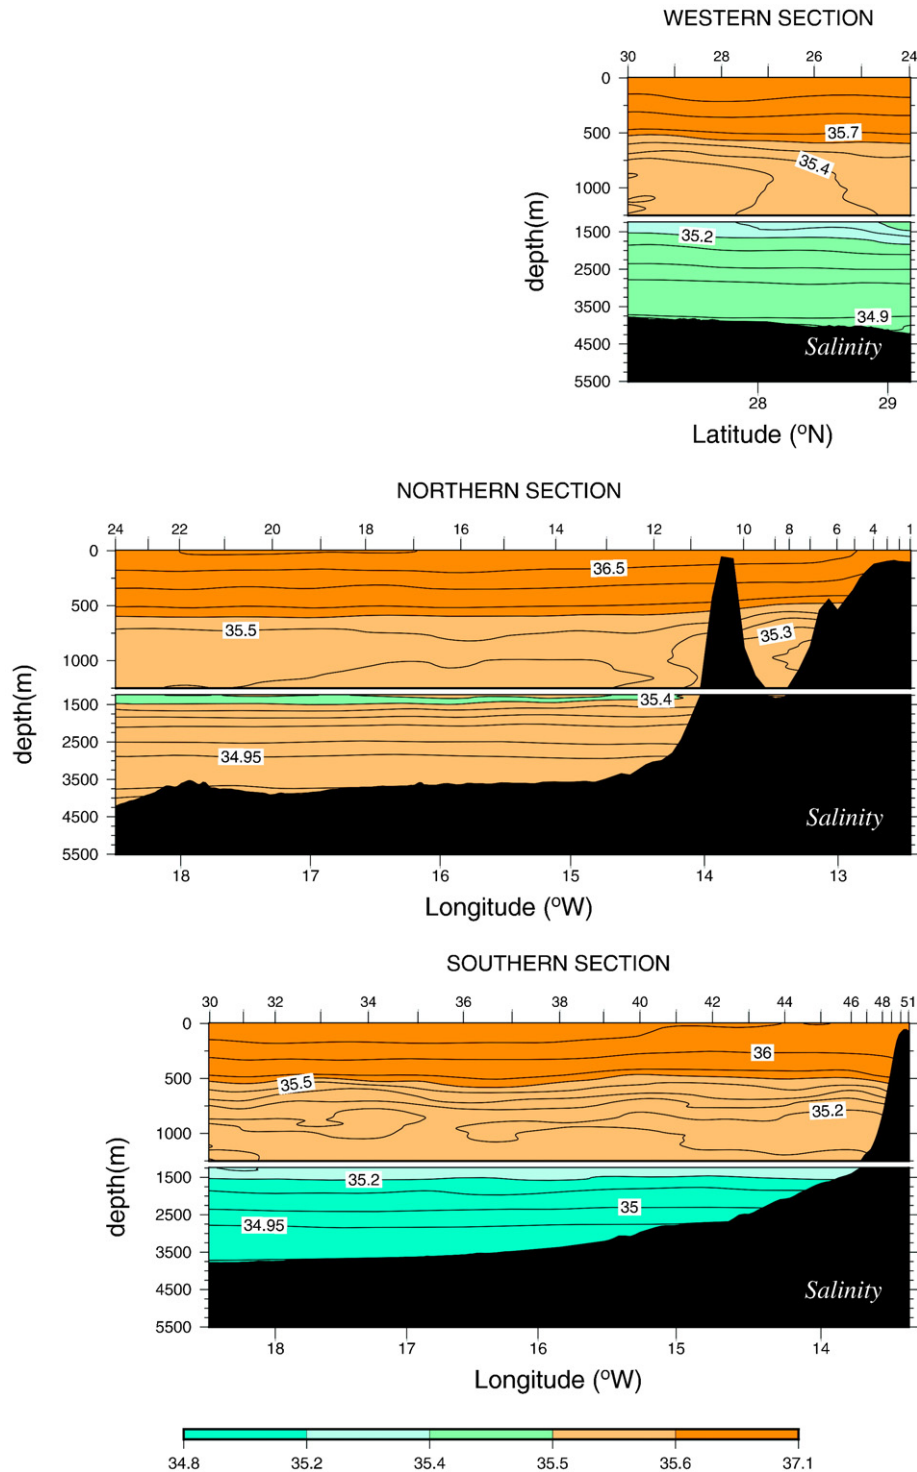 WESTERN SECTION
30 28 26 25 24
0
500
1000
1500
2500
3500
4500
5500
depth(m)
35.7
35.4
35.2
34.9
Salinity
28 29
Latitude (ºN)
NORTHERN SECTION
24 22 20 18 16 14 12 10 8 6 4 1
0
500
1000
1500
2500
3500
4500
5500
depth(m)
36.5
35.5
35.3
35.4
34.95
Salinity
18 17 16 15 14 13
Longitude (ºW)
SOUTHERN SECTION
30 32 34 36 38 40 42 44 46 48 51
0
500
1000
1500
2500
3500
4500
5500
depth(m)
36
35.5
35.2
35.2
35
34.95
Salinity
18 17 16 15 14
Longitude (ºW)
34.8 35.2 35.4 35.5 35.6 37.1